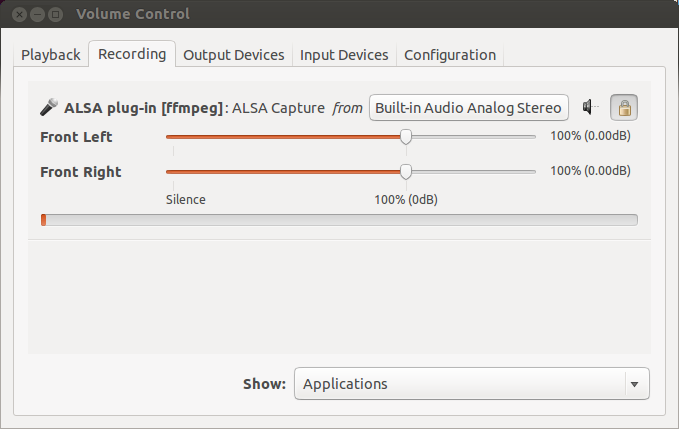 Volume Control
Playback Recording Output Devices Input Devices Configuration
ALSA plug-in [ffmpeg]: ALSA Capture from Built-in Audio Analog Stereo
Front Left 100% (0.00dB)
Front Right 100% (0.00dB)
Silence 100% (0dB)
Show: Applications